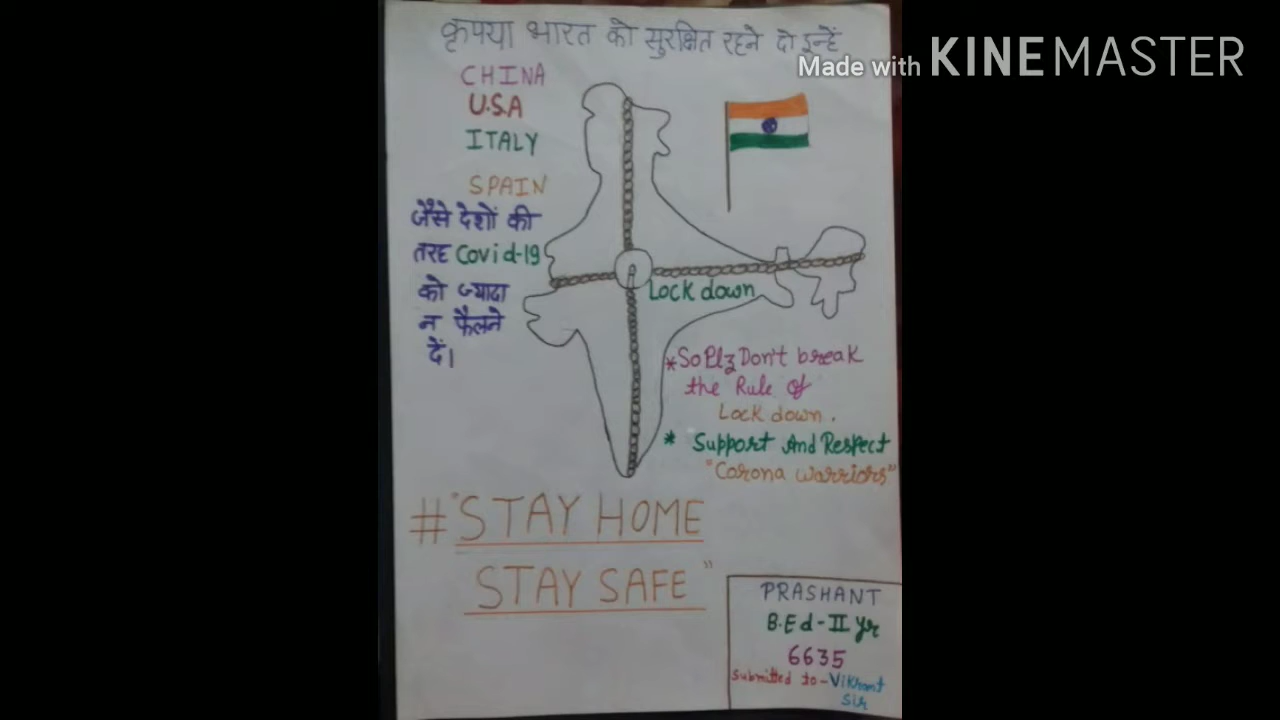 कृपया भारत को सुरक्षित रहने दो इन्हें
Made with KINEMASTER
CHINA
U.S.A
ITALY
SPAIN
जैसे देशों की
तरह Covid-19
को ज्यादा
न फैलने
दें।
Lock down
*So Plz Don't break
the Rule of
Lock down.
* Support And Respect
"Corona warriors"
# "STAY HOME
STAY SAFE"
PRASHANT
B.Ed-II yr
6635
Submitted to-Vikrant
Sir